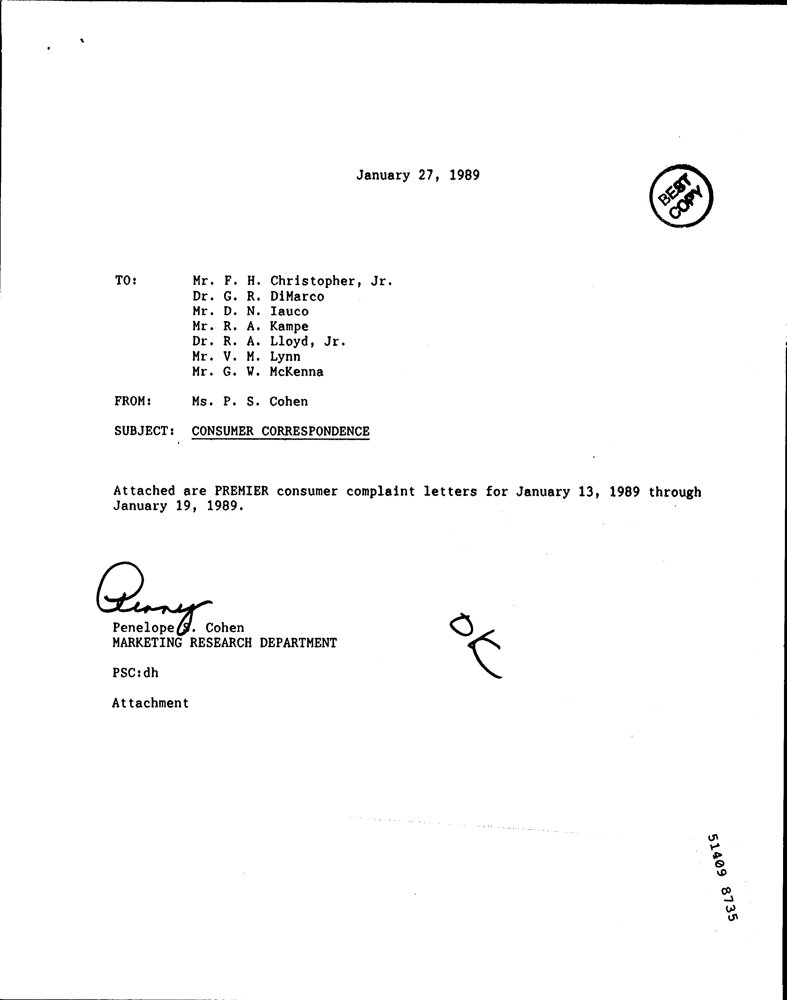 January 27, 1989
BEST
COPY
TO: Mr. F. H. Christopher, Jr.
Dr. G. R. DiMarco
Mr. D. N. Iauco
Mr. R. A. Kampe
Dr. R. A. Lloyd, Jr.
Mr. V. M. Lynn
Mr. G. W. McKenna
FROM: Ms. P. S. Cohen
SUBJECT: CONSUMER CORRESPONDENCE
Attached are PREMIER consumer complaint letters for January 13, 1989 through
January 19, 1989.
Penny
Penelope S. Cohen
MARKETING RESEARCH DEPARTMENT
OK
PSC:dh
Attachment
51409 8735